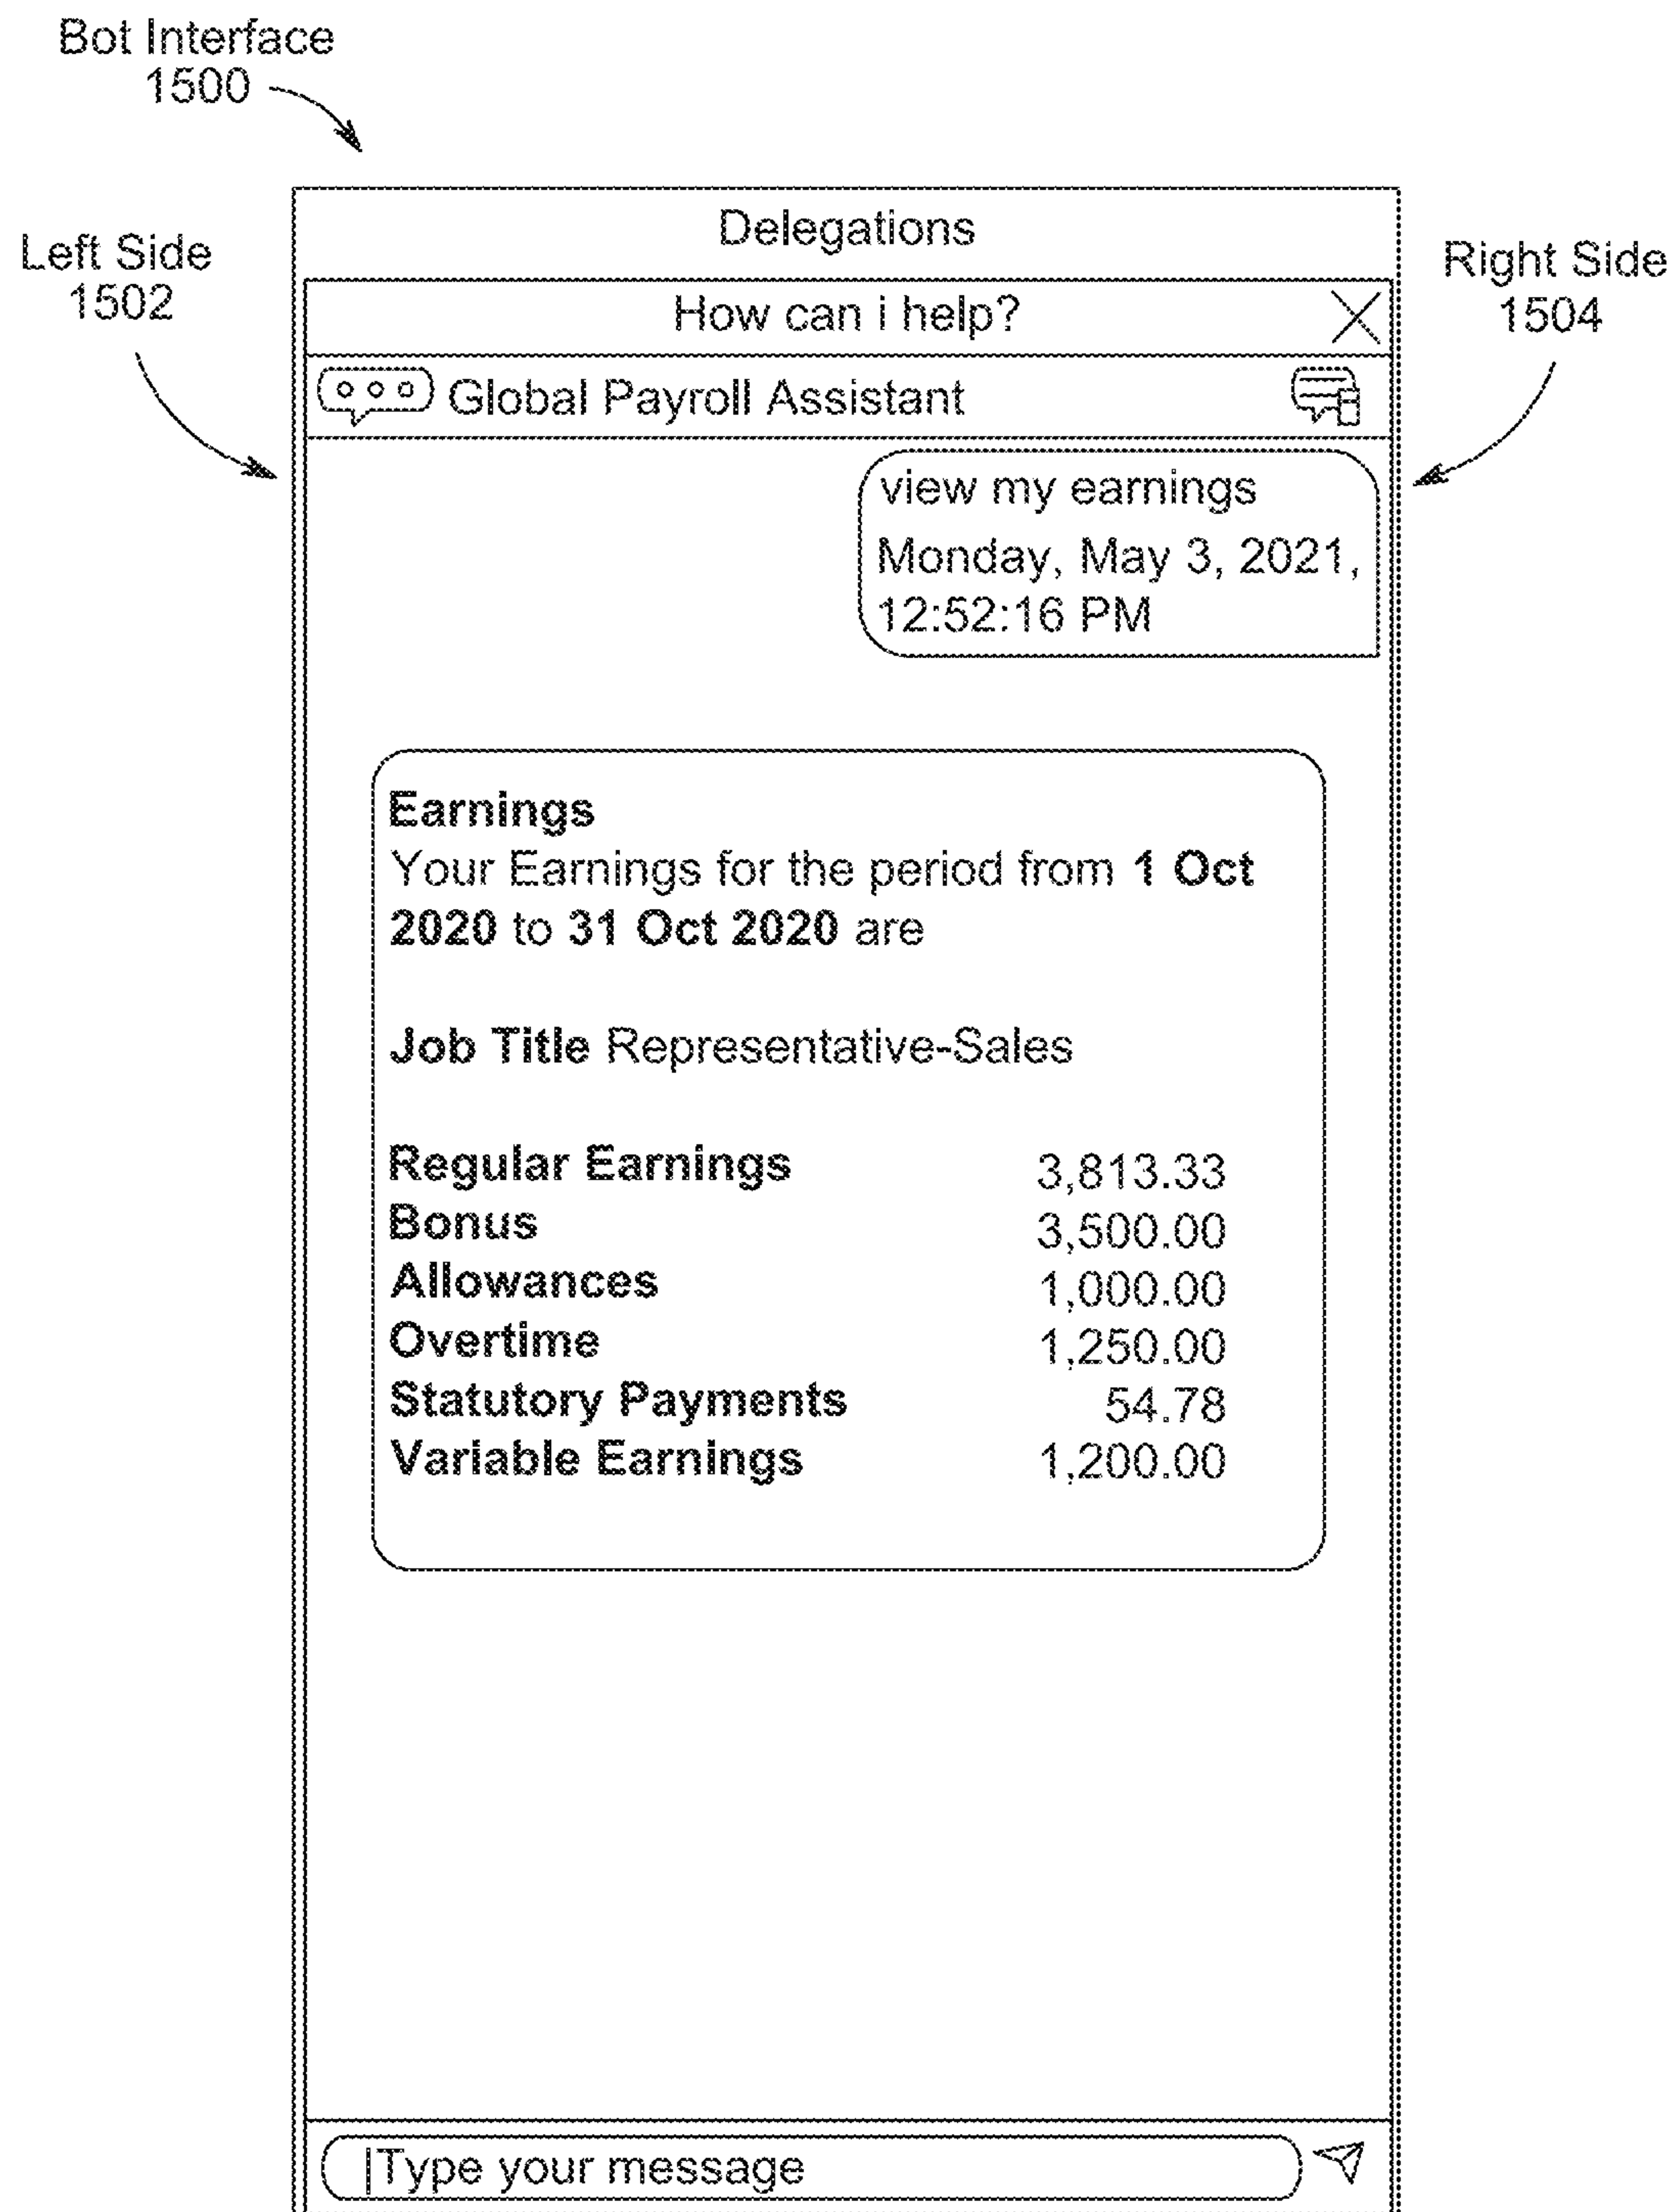 Bot Interface
1500
Left Side
1502
Right Side
1504
Delegations
How can i help?
Global Payroll Assistant
view my earnings
Monday, May 3, 2021,
12:52:16 PM
Earnings
Your Earnings for the period from 1 Oct
2020 to 31 Oct 2020 are
Job Title Representative-Sales
Regular Earnings 3,813.33
Bonus 3,500.00
Allowances 1,000.00
Overtime 1,250.00
Statutory Payments 54.78
Variable Earnings 1,200.00
Type your message